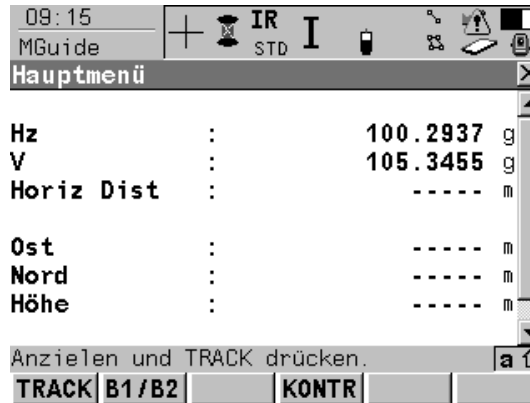 09:15
MGuide
IR
STD
I
Hauptmenü
Hz : 100.2937 g
V : 105.3455 g
Horiz Dist : ----- m
Ost : ----- m
Nord : ----- m
Höhe : ----- m
Anzielen und TRACK drücken.
a
TRACK B1/B2 KONTR